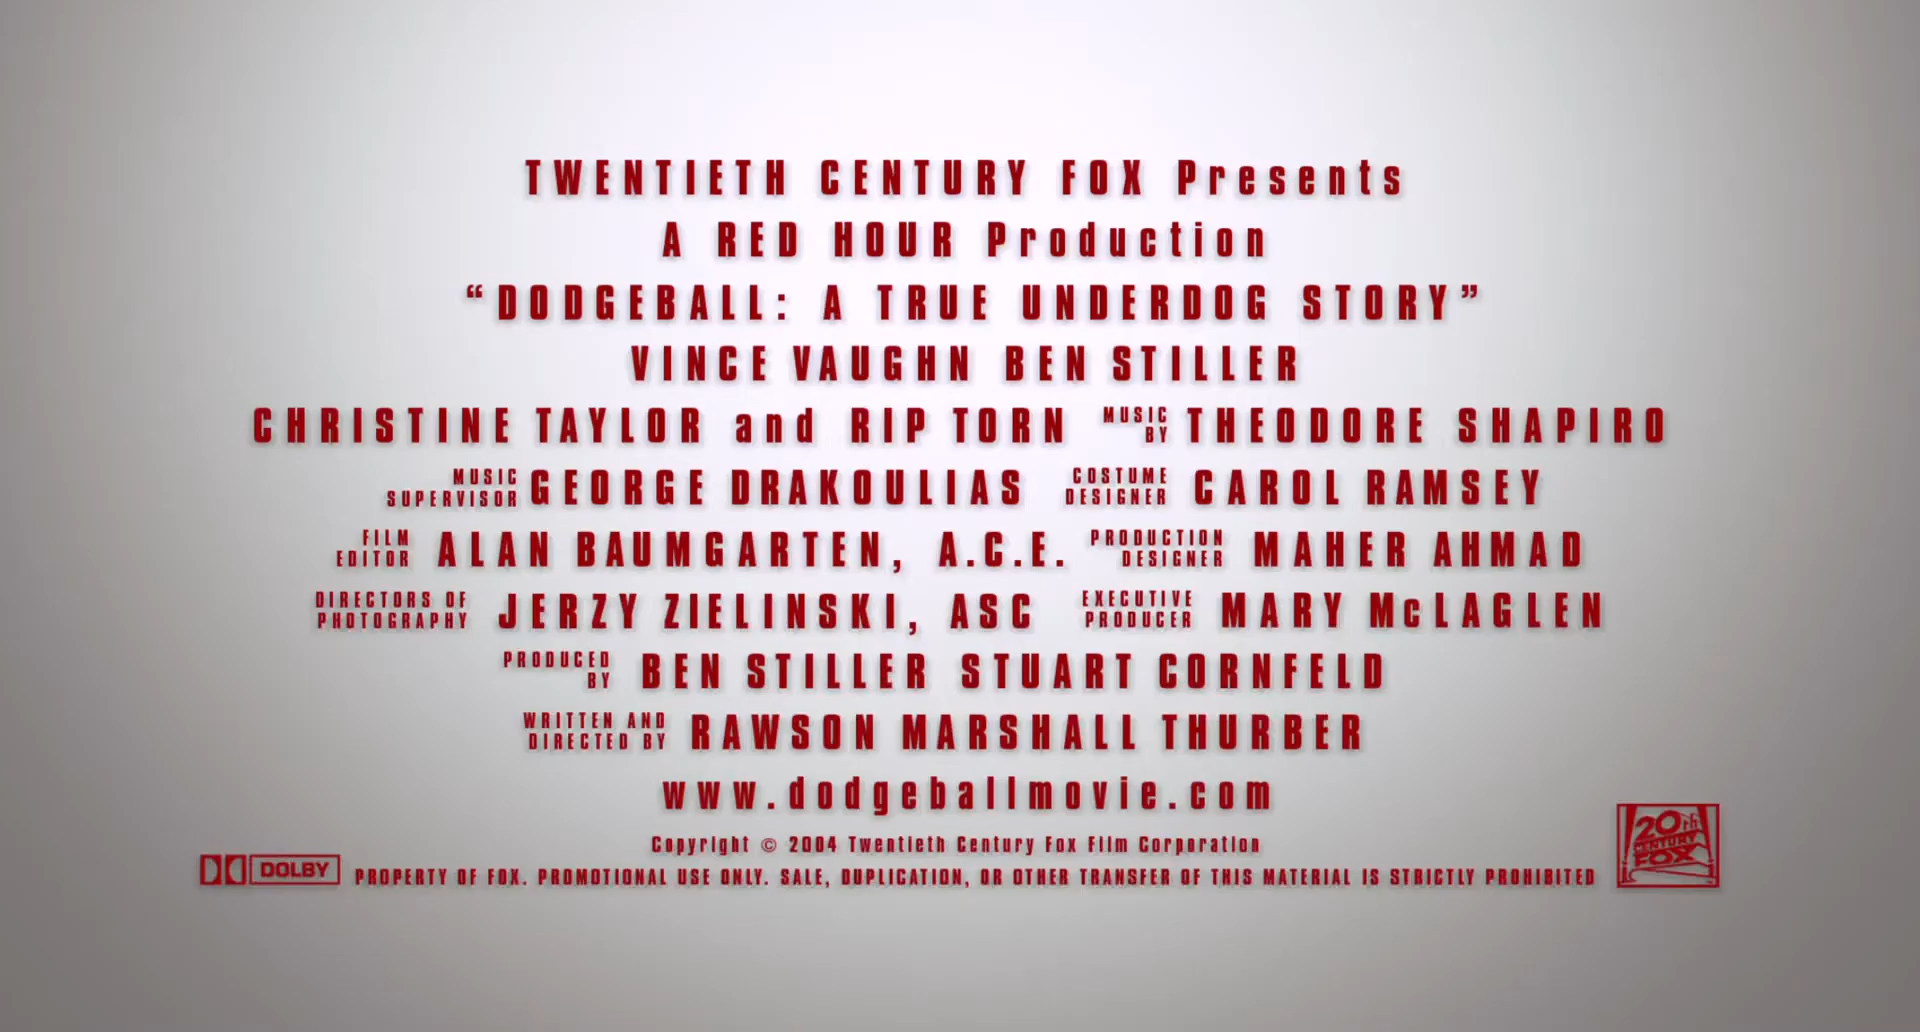 TWENTIETH CENTURY FOX Presents
A RED HOUR Production
“DODGEBALL: A TRUE UNDERDOG STORY”
VINCE VAUGHN BEN STILLER
CHRISTINE TAYLOR and RIP TORN MUSIC BY THEODORE SHAPIRO
MUSIC SUPERVISOR GEORGE DRAKOULIAS COSTUME DESIGNER CAROL RAMSEY
FILM EDITOR ALAN BAUMGARTEN, A.C.E. PRODUCTION DESIGNER MAHER AHMAD
DIRECTORS OF PHOTOGRAPHY JERZY ZIELINSKI, ASC EXECUTIVE PRODUCER MARY McLAGLEN
PRODUCED BY BEN STILLER STUART CORNFELD
WRITTEN AND DIRECTED BY RAWSON MARSHALL THURBER
www.dodgeballmovie.com
Copyright © 2004 Twentieth Century Fox Film Corporation
DOLBY PROPERTY OF FOX. PROMOTIONAL USE ONLY. SALE, DUPLICATION, OR OTHER TRANSFER OF THIS MATERIAL IS STRICTLY PROHIBITED
20th CENTURY FOX